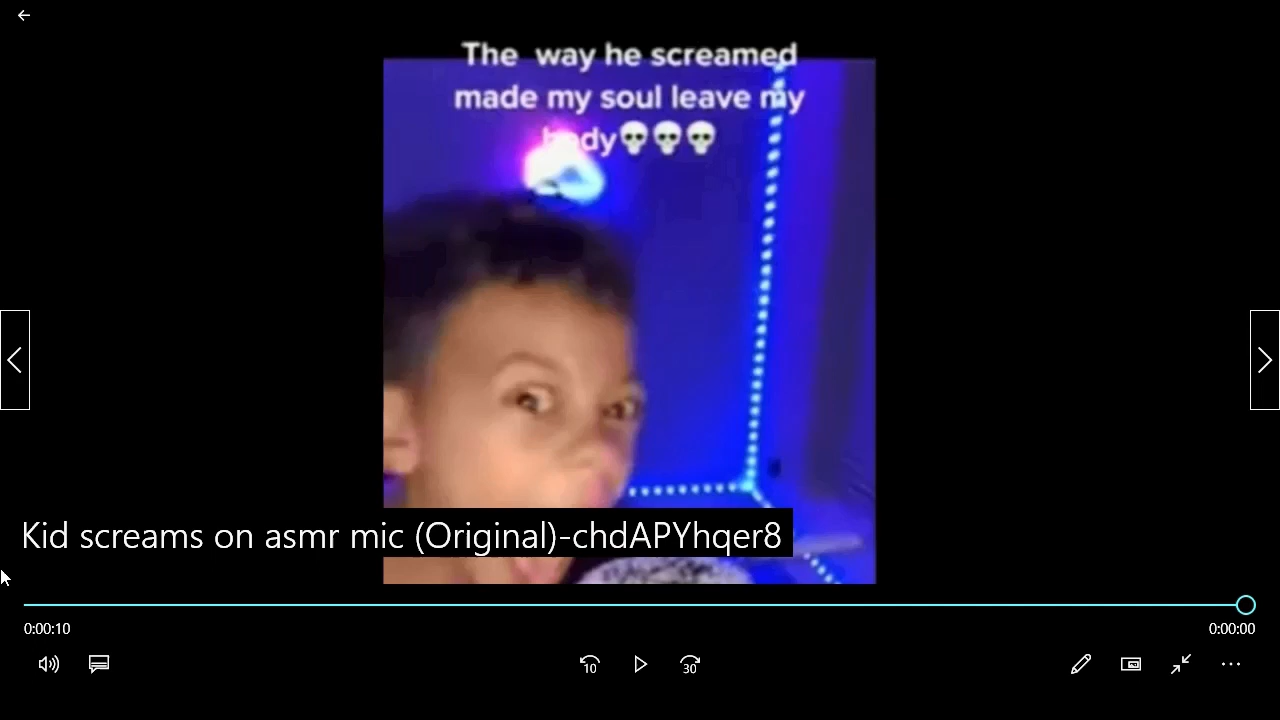 The way he screamed
made my soul leave my
body💀💀💀
Kid screams on asmr mic (Original)-chdAPYhqer8
0:00:10
0:00:00
10
30